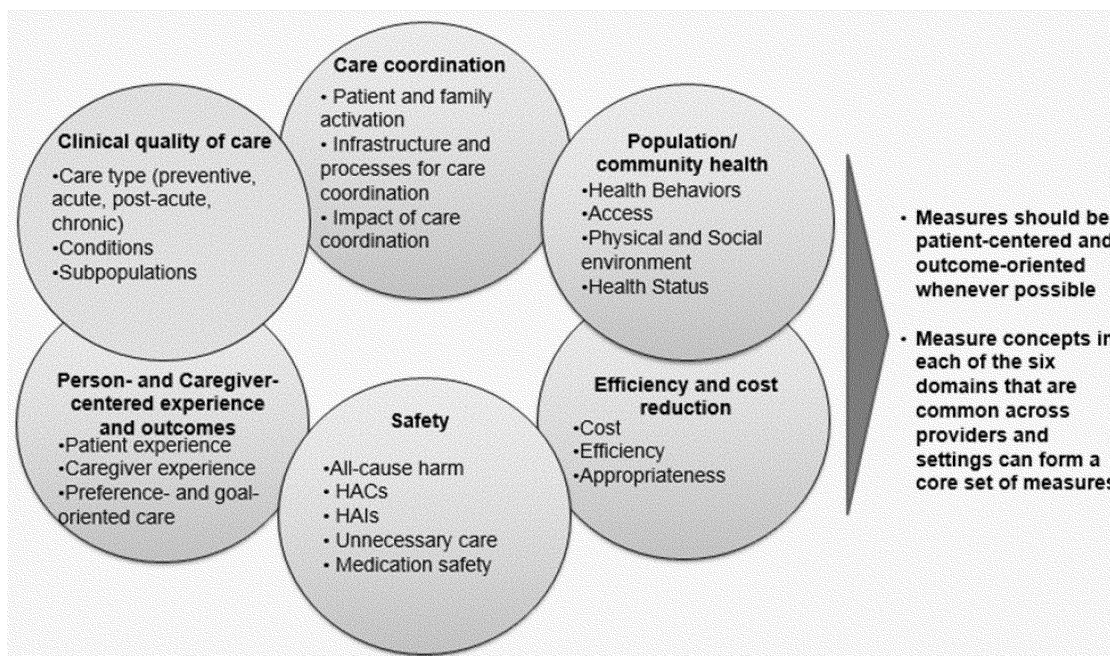 Care coordination
• Patient and family
activation
• Infrastructure and
processes for care
coordination
• Impact of care
coordination
Clinical quality of care
•Care type (preventive,
acute, post-acute,
chronic)
•Conditions
•Subpopulations
Population/
community health
•Health Behaviors
•Access
•Physical and Social
environment
•Health Status
Person- and Caregiver-
centered experience
and outcomes
•Patient experience
•Caregiver experience
•Preference- and goal-
oriented care
Safety
•All-cause harm
• HACs
• HAIs
• Unnecessary care
• Medication safety
Efficiency and cost
reduction
•Cost
•Efficiency
•Appropriateness
• Measures should be
patient-centered and
outcome-oriented
whenever possible
• Measure concepts in
each of the six
domains that are
common across
providers and
settings can form a
core set of measures